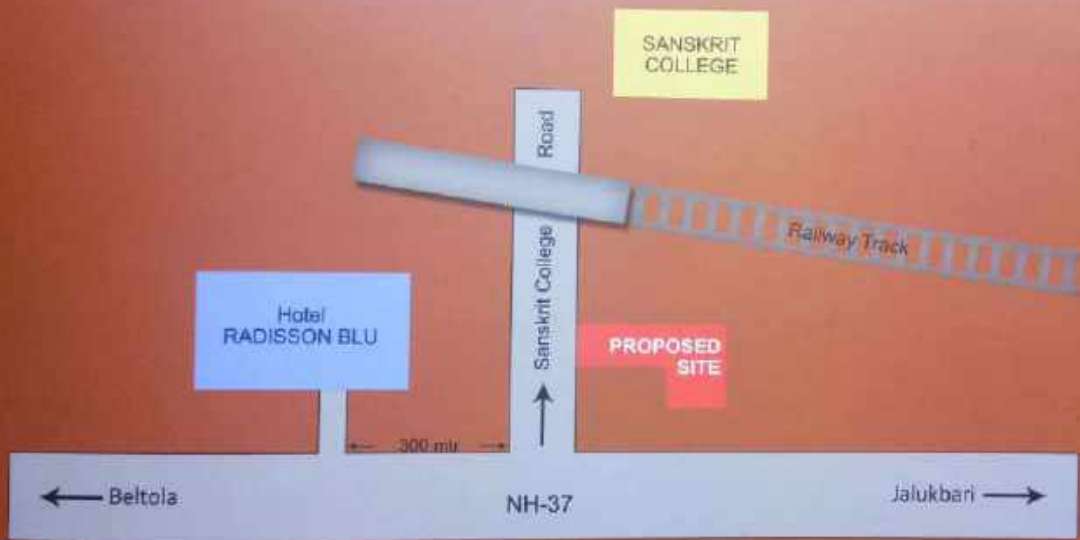 SANSKRIT
COLLEGE
Sanskrit College Road
Railway Track
Hotel
RADISSON BLU
PROPOSED
SITE
300 mtr
Beltola
NH-37
Jalukbari